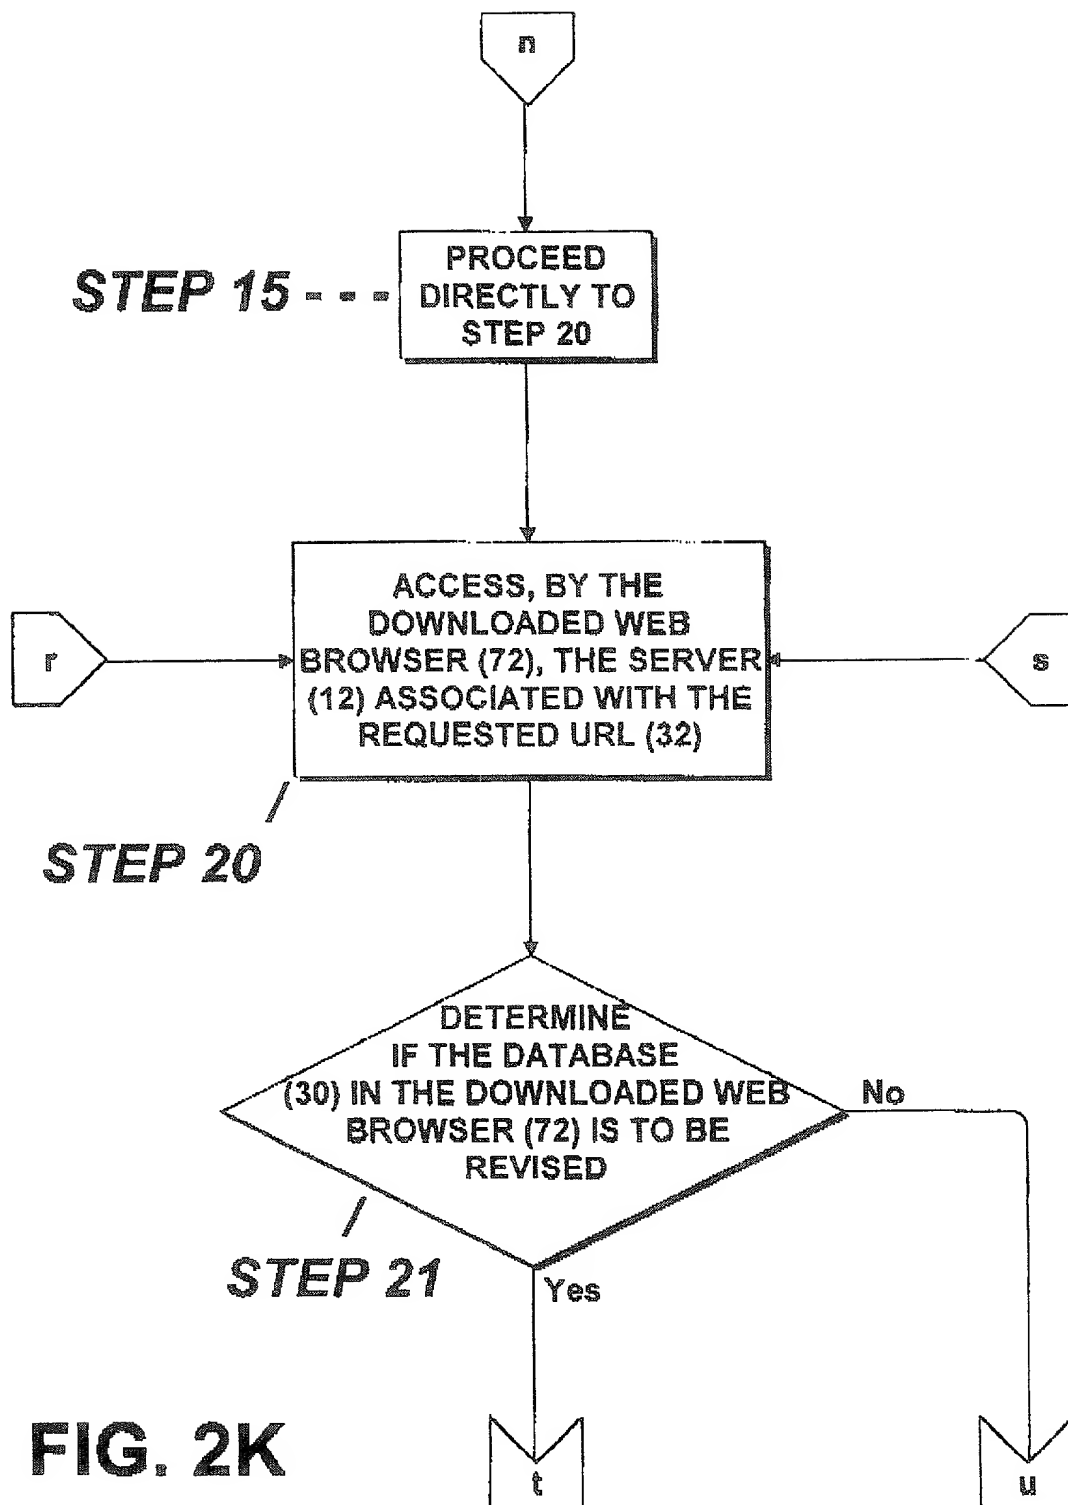 n
STEP 15 - - -
PROCEED
DIRECTLY TO
STEP 20
r
ACCESS, BY THE
DOWNLOADED WEB
BROWSER (72), THE SERVER
(12) ASSOCIATED WITH THE
REQUESTED URL (32)
s
STEP 20
DETERMINE
IF THE DATABASE
(30) IN THE DOWNLOADED WEB
BROWSER (72) IS TO BE
REVISED
No
STEP 21
Yes
FIG. 2K
t
u